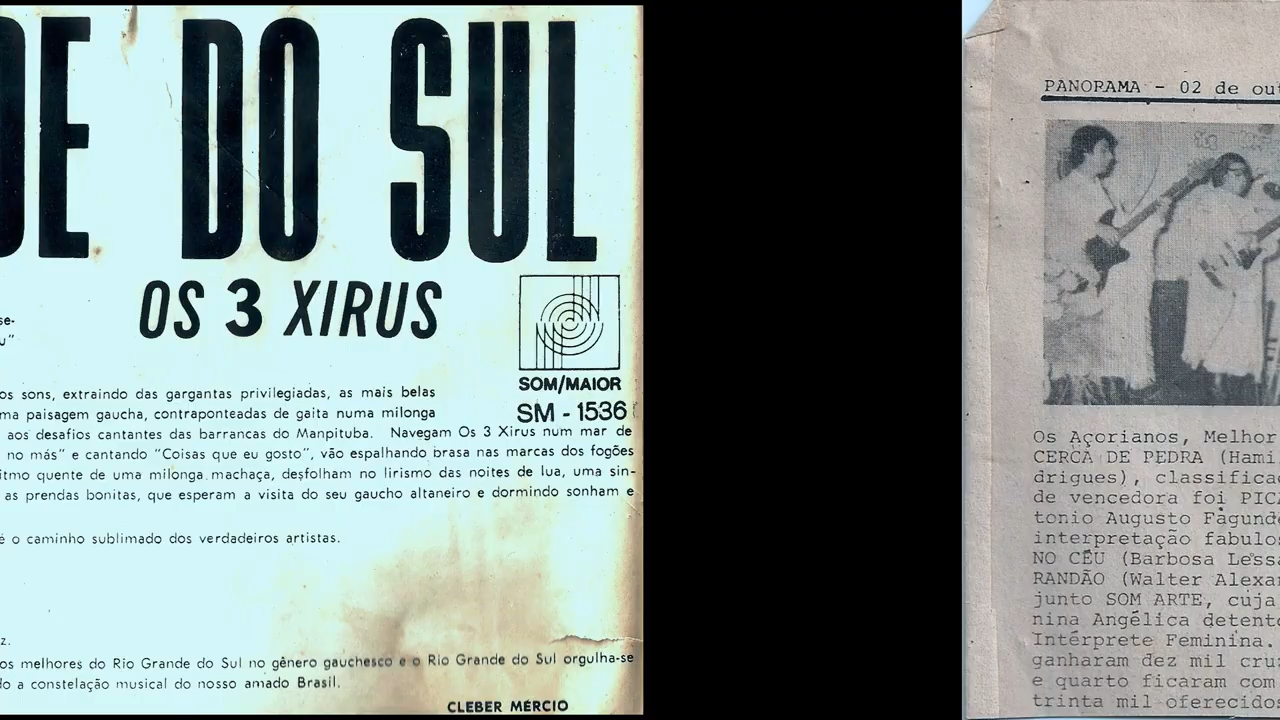 DE DO SUL
OS 3 XIRUS
se-
u"
SOM/MAIOR
SM - 1536
os sons, extraindo das gargantas privilegiadas, as mais belas
ma paisagem gaucha, contraponteadas de gaita numa milonga
aos desafios cantantes das barrancas do Manpituba. Navegam Os 3 Xirus num mar de
no más" e cantando "Coisas que eu gosto", vão espalhando brasa nas marcas dos fogões
itmo quente de uma milonga machaça, desfolham no lirismo das noites de lua, uma sin-
as prendas bonitas, que esperam a visita do seu gaucho altaneiro e dormindo sonham e
é o caminho sublimado dos verdadeiros artistas.
z.
os melhores do Rio Grande do Sul no gênero gauchesco e o Rio Grande do Sul orgulha-se
do a constelação musical do nosso amado Brasil.
CLEBER MÉRCIO
PANORAMA - 02 de out
Os Açorianos, Melhor
CERCA DE PEDRA (Hami
drigues), classifica
de vencedora foi PICA
tonio Augusto Fagunde
interpretação fabulos
NO CÉU (Barbosa Lessa
RANDÃO (Walter Alexan
junto SOM ARTE, cuja
nina Angélica detento
Intérprete Feminina.
ganharam dez mil cruz
e quarto ficaram com
trinta mil oferecidos